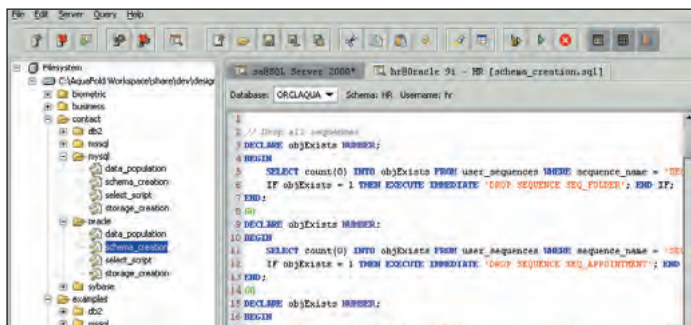 File Edit Server Query Help
Filesystem
C:\AquaFold Workspace\share\dev\design
biometric
business
contact
db2
mssql
mysql
data_population
schema_creation
select_script
storage_creation
oracle
data_population
schema_creation
select_script
storage_creation
sybase
examples
db2
mssql
sa@SQL Server 2000* hr@Oracle 9i - HR [schema_creation.sql]
Database: ORCLAQUA Schema: HR Username: hr
1
2 // Drop all sequences
3 DECLARE objExists NUMBER;
4 BEGIN
5 SELECT count(0) INTO objExists FROM user_sequences WHERE sequence_name = 'SEQ
6 IF objExists = 1 THEN EXECUTE IMMEDIATE 'DROP SEQUENCE SEQ_FOLDER'; END IF;
7 END;
8 GO
9 DECLARE objExists NUMBER;
10 BEGIN
11 SELECT count(0) INTO objExists FROM user_sequences WHERE sequence_name = 'SEQ
12 IF objExists = 1 THEN EXECUTE IMMEDIATE 'DROP SEQUENCE SEQ_APPOINTMENT'; END
13 END;
14 GO
15 DECLARE objExists NUMBER;
16 BEGIN